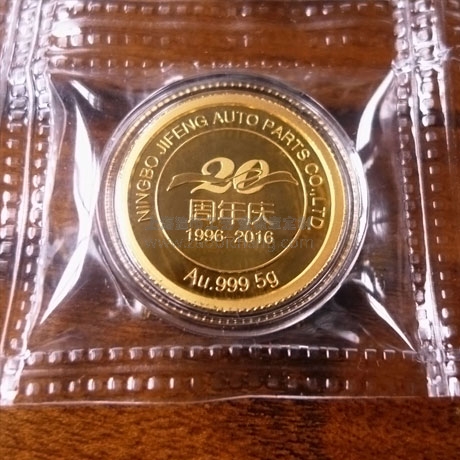 NINGBO JIFENG AUTO PARTS CO.,LTD
20
周年庆
1996-2016
Au.999 5g